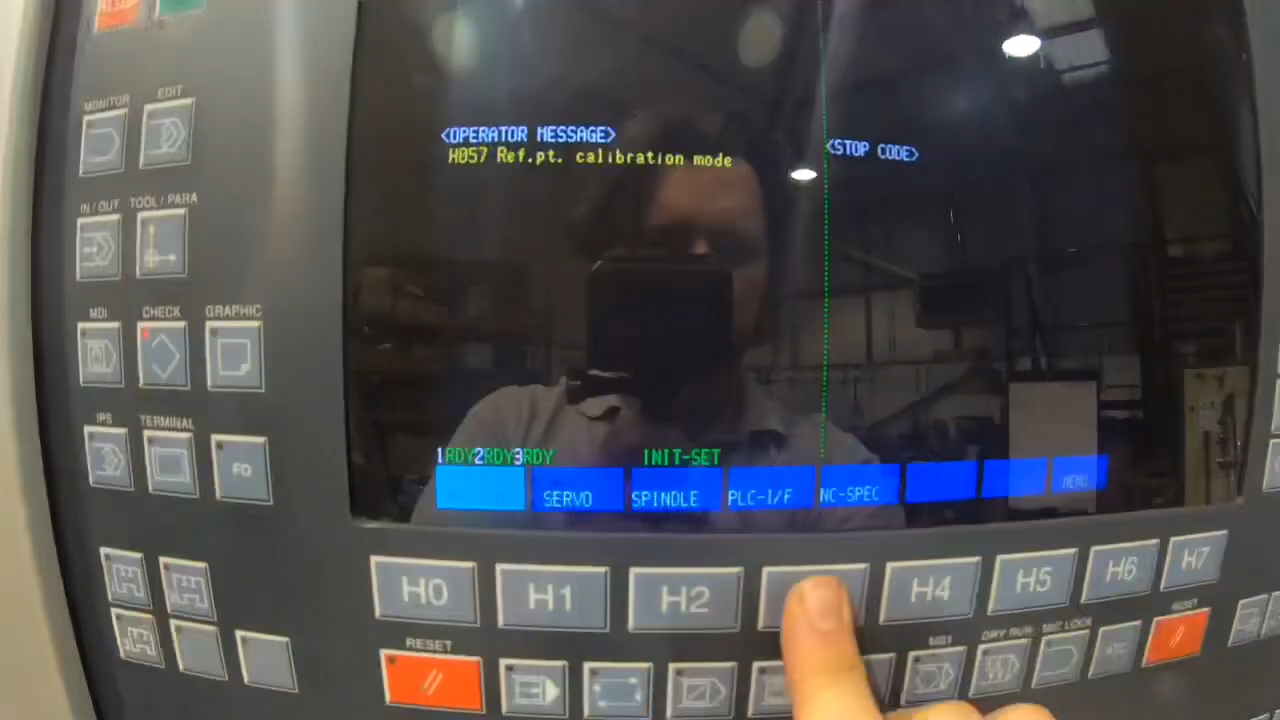 MONITOR
EDIT
<OPERATOR MESSAGE>
<STOP CODE>
H057 Ref.pt. calibration mode
IN / OUT
TOOL / PARA
MDI
CHECK
GRAPHIC
IPS
TERMINAL
FO
1RDY2RDY3RDY
INIT-SET
SERVO
SPINDLE
PLC-I/F
NC-SPEC
MENU
H0
H1
H2
H4
H5
H6
H7
RESET
DRY RUN
RESET